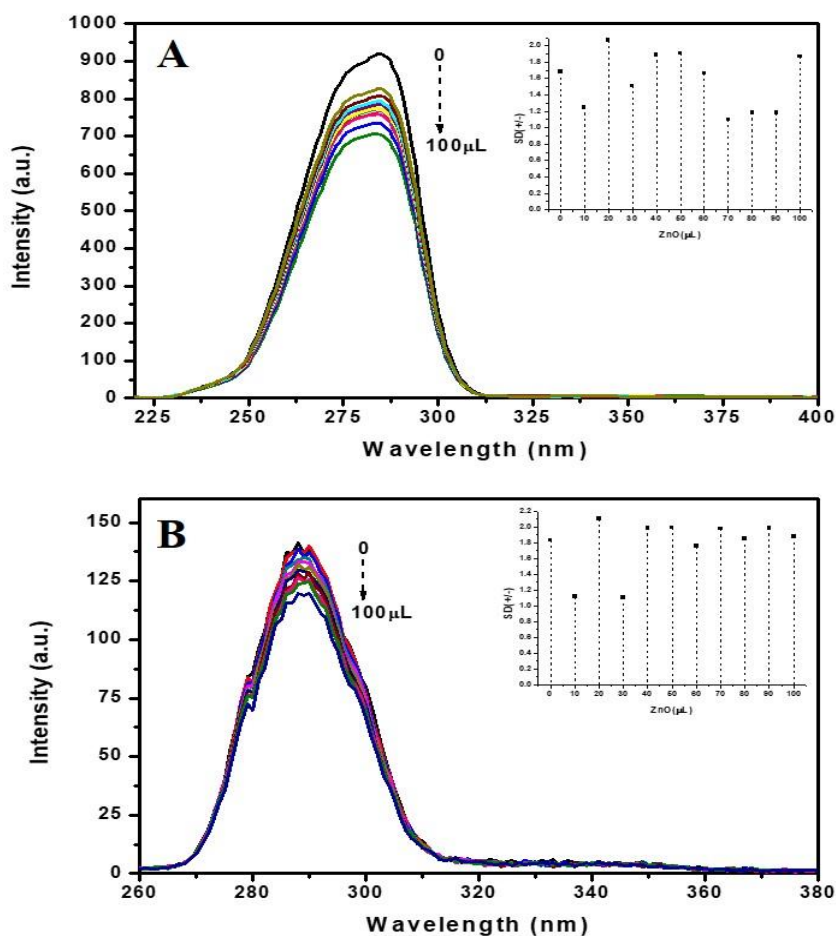 A
1000
900
800
700
600
500
400
300
200
100
0
Intensity (a.u.)
225 250 275 300 325 350 375 400
Wavelength (nm)
0
100µL
2.0
1.8
1.6
1.4
1.2
1.0
0.8
0.6
0.4
0.2
0.0
SD(+/-)
0 10 20 30 40 50 60 70 80 90 100
ZnO(µL)
B
150
125
100
75
50
25
0
Intensity (a.u.)
260 280 300 320 340 360 380
Wavelength (nm)
0
100µL
2.2
2.0
1.8
1.6
1.4
1.2
1.0
0.8
0.6
0.4
0.2
0.0
SD(+/-)
0 10 20 30 40 50 60 70 80 90 100
ZnO(µL)